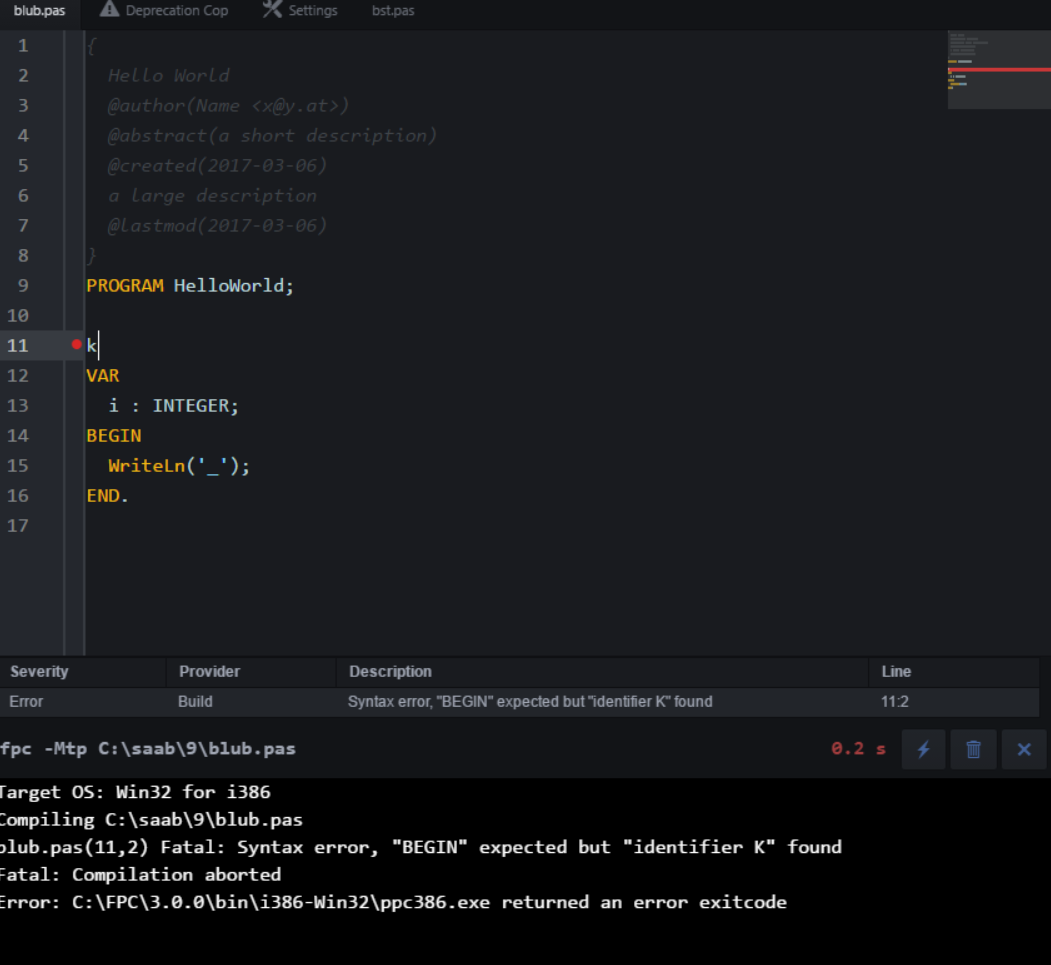 blub.pas Deprecation Cop Settings bst.pas
1 {
2 Hello World
3 @author(Name <x@y.at>)
4 @abstract(a short description)
5 @created(2017-03-06)
6 a large description
7 @lastmod(2017-03-06)
8 }
9 PROGRAM HelloWorld;
10
11 k
12 VAR
13 i : INTEGER;
14 BEGIN
15 WriteLn('_');
16 END.
17
Severity Provider Description Line
Error Build Syntax error, "BEGIN" expected but "identifier K" found 11:2
fpc -Mtp C:\saab\9\blub.pas 0.2 s
Target OS: Win32 for i386
Compiling C:\saab\9\blub.pas
blub.pas(11,2) Fatal: Syntax error, "BEGIN" expected but "identifier K" found
Fatal: Compilation aborted
Error: C:\FPC\3.0.0\bin\i386-Win32\ppc386.exe returned an error exitcode